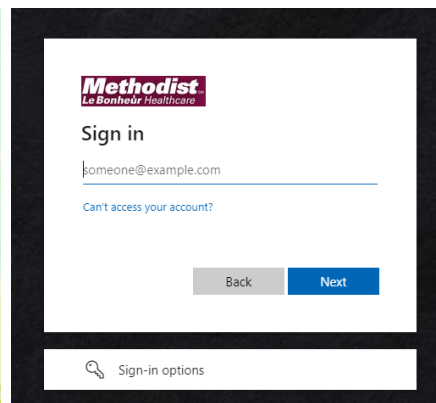 Methodist
Le Bonheur Healthcare
Sign in
someone@example.com
Can't access your account?
Back
Next
Sign-in options